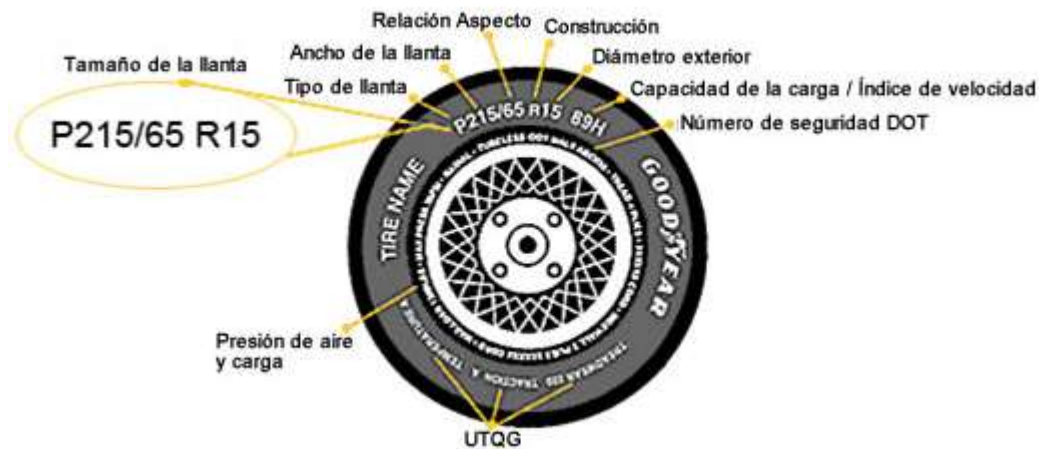 Relación Aspecto
Construcción
Ancho de la llanta
Diámetro exterior
Tamaño de la llanta
Tipo de llanta
Capacidad de la carga / Índice de velocidad
P215/65 R15
P215/65 R15 89H
Número de seguridad DOT
TIRE NAME
GOODYEAR
Presión de aire
y carga
TEMPERATURE A
TRACTION A
TREADWEAR
UTQG